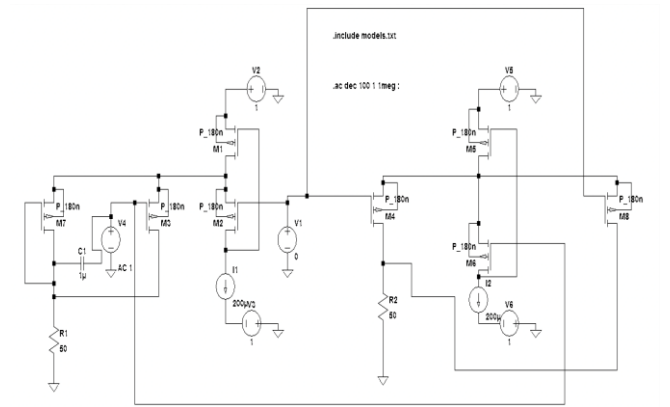 .include models.txt
.ac dec 100 1 1meg ;
V2
1
P_180n
M1
V5
1
P_180n
M5
P_180n
M7
C1
1µ
V4
AC 1
P_180n
M3
P_180n
M2
V1
0
I1
200µ
V3
1
R1
50
P_180n
M4
R2
50
P_180n
M6
I2
200µ
V6
1
P_180n
M8